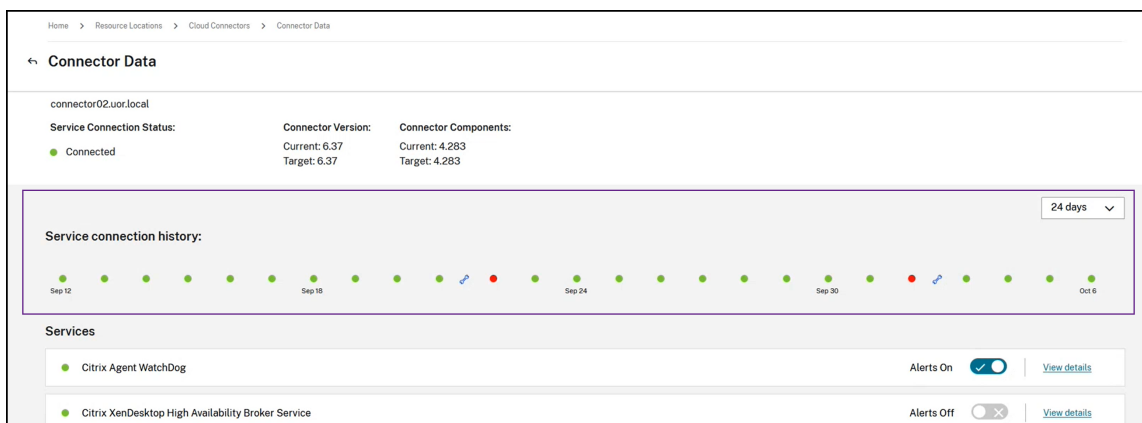 Home > Resource Locations > Cloud Connectors > Connector Data
Connector Data
connector02.uor.local
Service Connection Status:
Connected
Connector Version:
Current: 6.37
Target: 6.37
Connector Components:
Current: 4.283
Target: 4.283
24 days
Service connection history:
Sep 12
Sep 18
Sep 24
Sep 30
Oct 6
Services
Citrix Agent WatchDog
Alerts On
View details
Citrix XenDesktop High Availability Broker Service
Alerts Off
View details